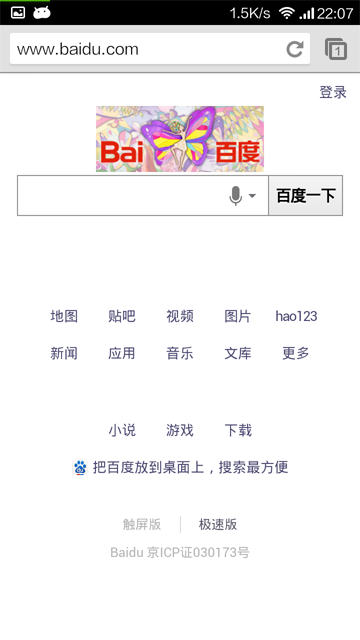 1.5K/s 22:07
www.baidu.com 1
登录
Bai 百度
百度一下
地图 贴吧 视频 图片 hao123
新闻 应用 音乐 文库 更多
小说 游戏 下载
把百度放到桌面上，搜索最方便
触屏版 极速版
Baidu 京ICP证030173号